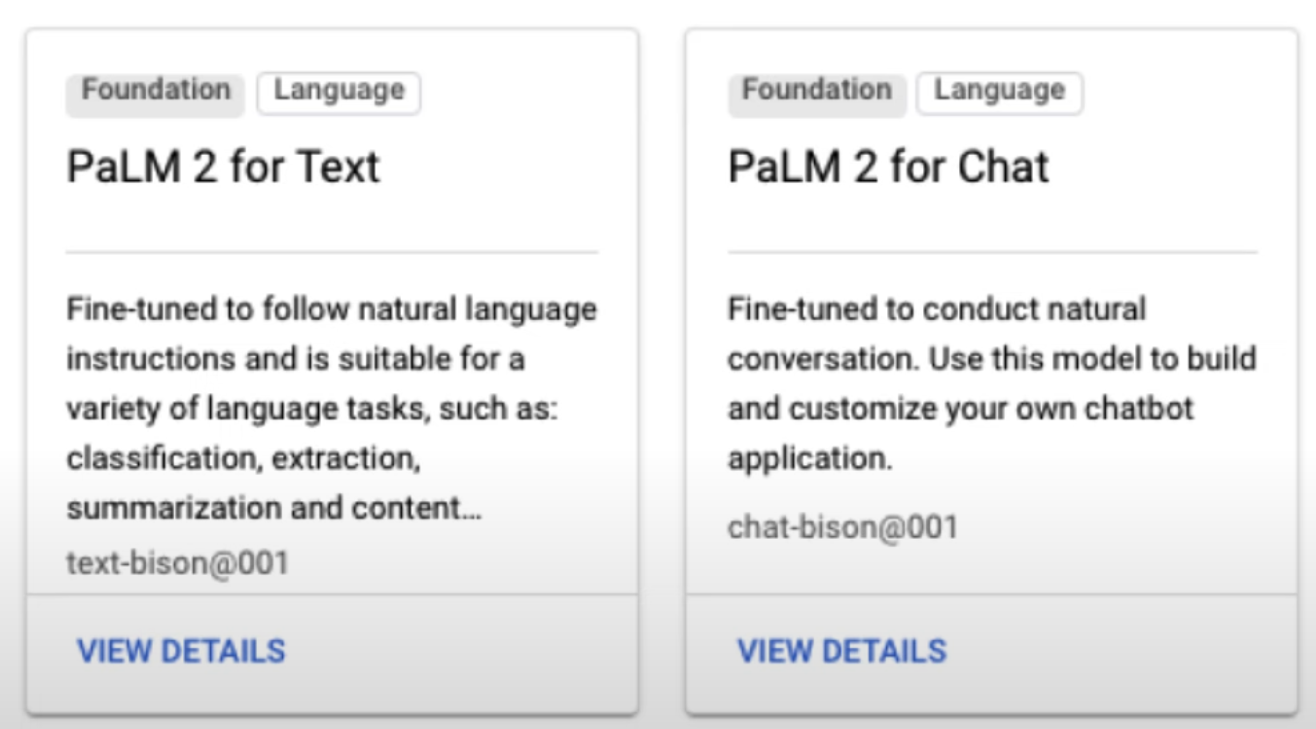 Foundation Language
PaLM 2 for Text
Fine-tuned to follow natural language
instructions and is suitable for a
variety of language tasks, such as:
classification, extraction,
summarization and content...
text-bison@001
VIEW DETAILS
Foundation Language
PaLM 2 for Chat
Fine-tuned to conduct natural
conversation. Use this model to build
and customize your own chatbot
application.
chat-bison@001
VIEW DETAILS